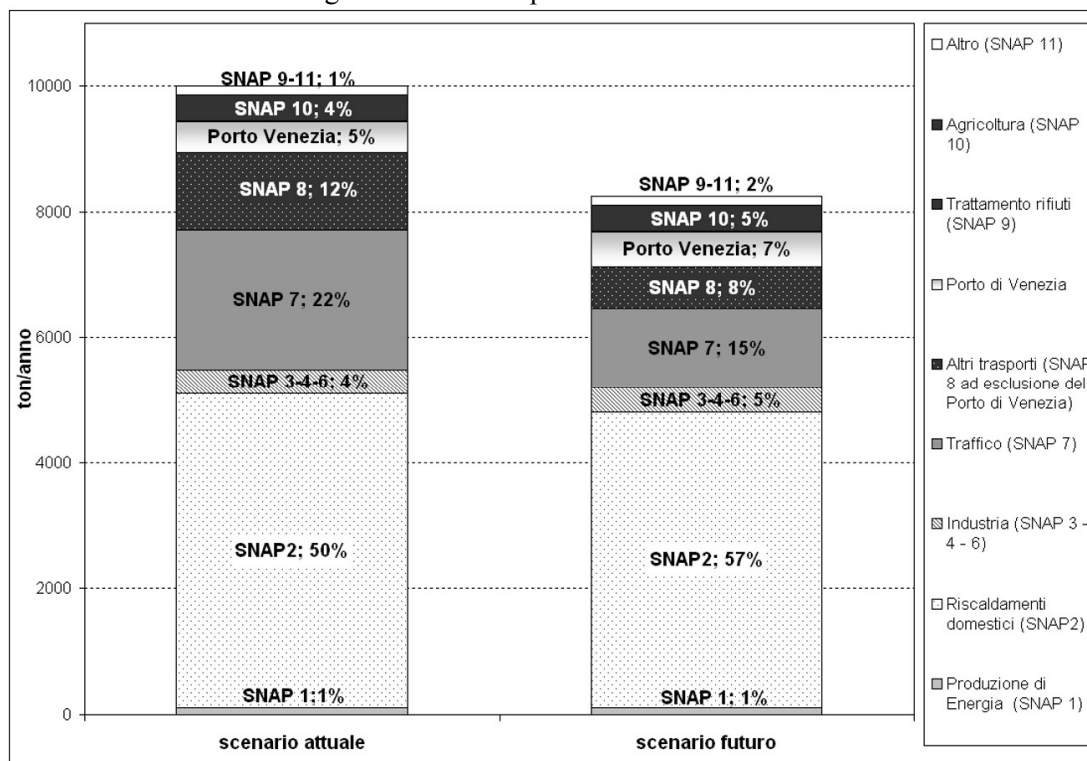 10000
8000
6000
4000
2000
0
ton/anno
SNAP 9-11; 1%
SNAP 10; 4%
Porto Venezia; 5%
SNAP 8; 12%
SNAP 7; 22%
SNAP 3-4-6; 4%
SNAP2; 50%
SNAP 1;1%
scenario attuale
SNAP 9-11; 2%
SNAP 10; 5%
Porto Venezia; 7%
SNAP 8; 8%
SNAP 7; 15%
SNAP 3-4-6; 5%
SNAP2; 57%
SNAP 1; 1%
scenario futuro
Altro (SNAP 11)
Agricoltura (SNAP
10)
Trattamento rifiuti
(SNAP 9)
Porto di Venezia
Altri trasporti (SNAP
8 ad esclusione del
Porto di Venezia)
Traffico (SNAP 7)
Industria (SNAP 3 -
4 - 6)
Riscaldamenti
domestici (SNAP2)
Produzione di
Energia (SNAP 1)